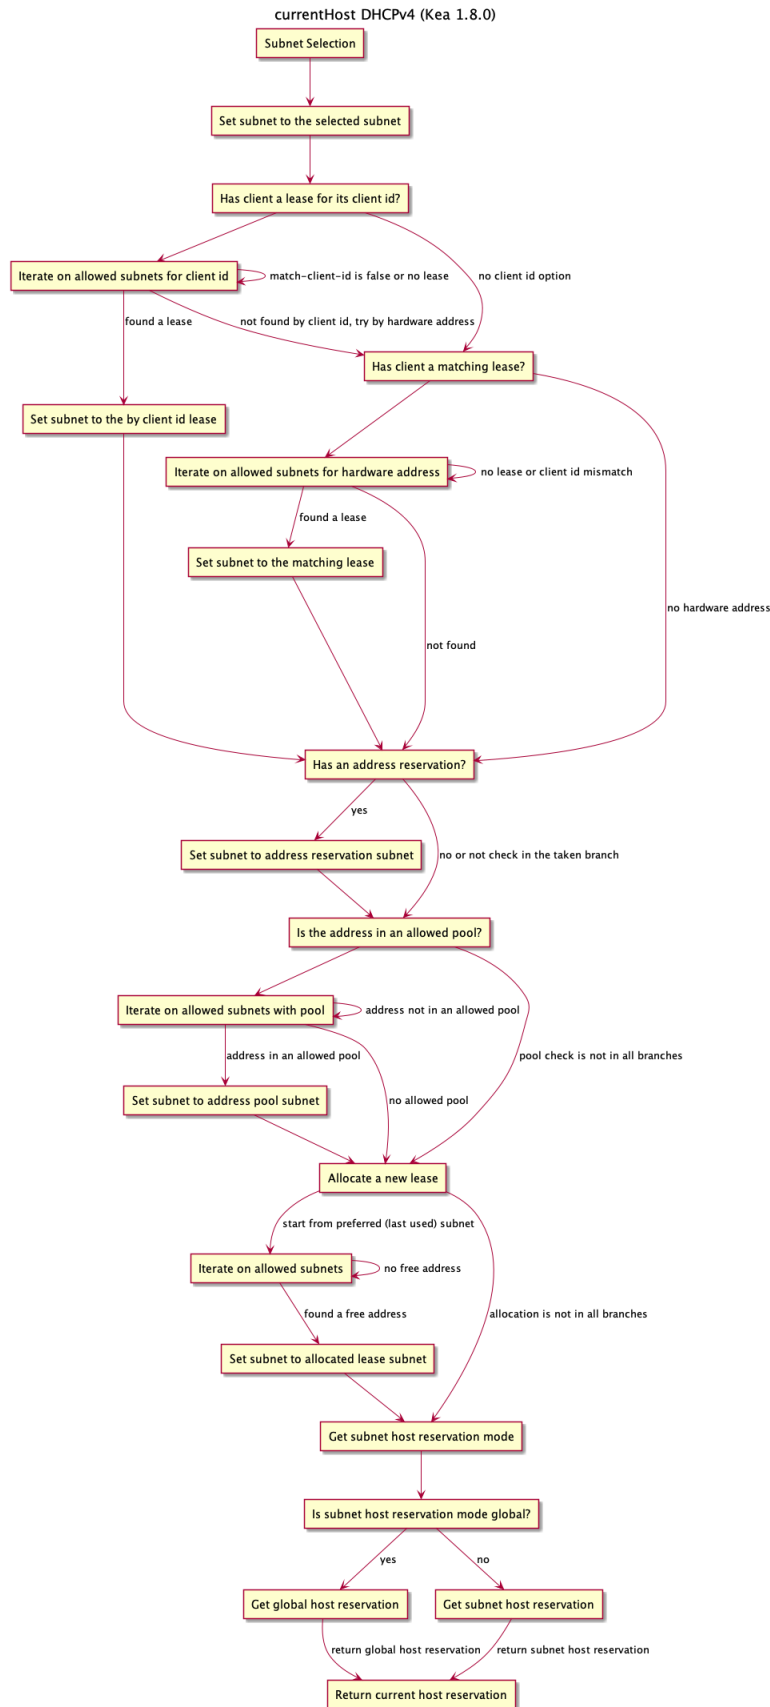 currentHost DHCPv4 (Kea 1.8.0)
Subnet Selection
Set subnet to the selected subnet
Has client a lease for its client id?
Iterate on allowed subnets for client id
match-client-id is false or no lease
no client id option
found a lease
not found by client id, try by hardware address
Has client a matching lease?
Set subnet to the by client id lease
Iterate on allowed subnets for hardware address
no lease or client id mismatch
found a lease
Set subnet to the matching lease
no hardware address
not found
Has an address reservation?
yes
Set subnet to address reservation subnet
no or not check in the taken branch
Is the address in an allowed pool?
Iterate on allowed subnets with pool
address not in an allowed pool
address in an allowed pool
pool check is not in all branches
Set subnet to address pool subnet
no allowed pool
Allocate a new lease
start from preferred (last used) subnet
Iterate on allowed subnets
no free address
found a free address
allocation is not in all branches
Set subnet to allocated lease subnet
Get subnet host reservation mode
Is subnet host reservation mode global?
yes
no
Get global host reservation
Get subnet host reservation
return global host reservation
return subnet host reservation
Return current host reservation